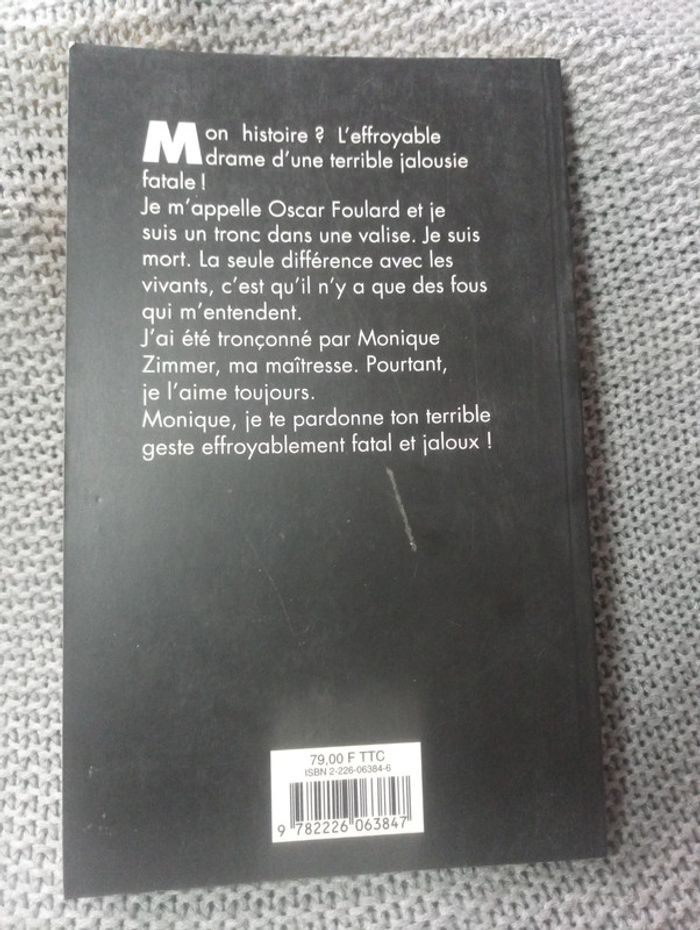 Mon histoire ? L'effroyable
drame d'une terrible jalousie
fatale !
Je m'appelle Oscar Foulard et je
suis un tronc dans une valise. Je suis
mort. La seule différence avec les
vivants, c'est qu'il n'y a que des fous
qui m'entendent.
J'ai été tronçonné par Monique
Zimmer, ma maîtresse. Pourtant,
je l'aime toujours.
Monique, je te pardonne ton terrible
geste effroyablement fatal et jaloux !
79,00 F TTC
ISBN 2-226-06384-6
9 782226 063847